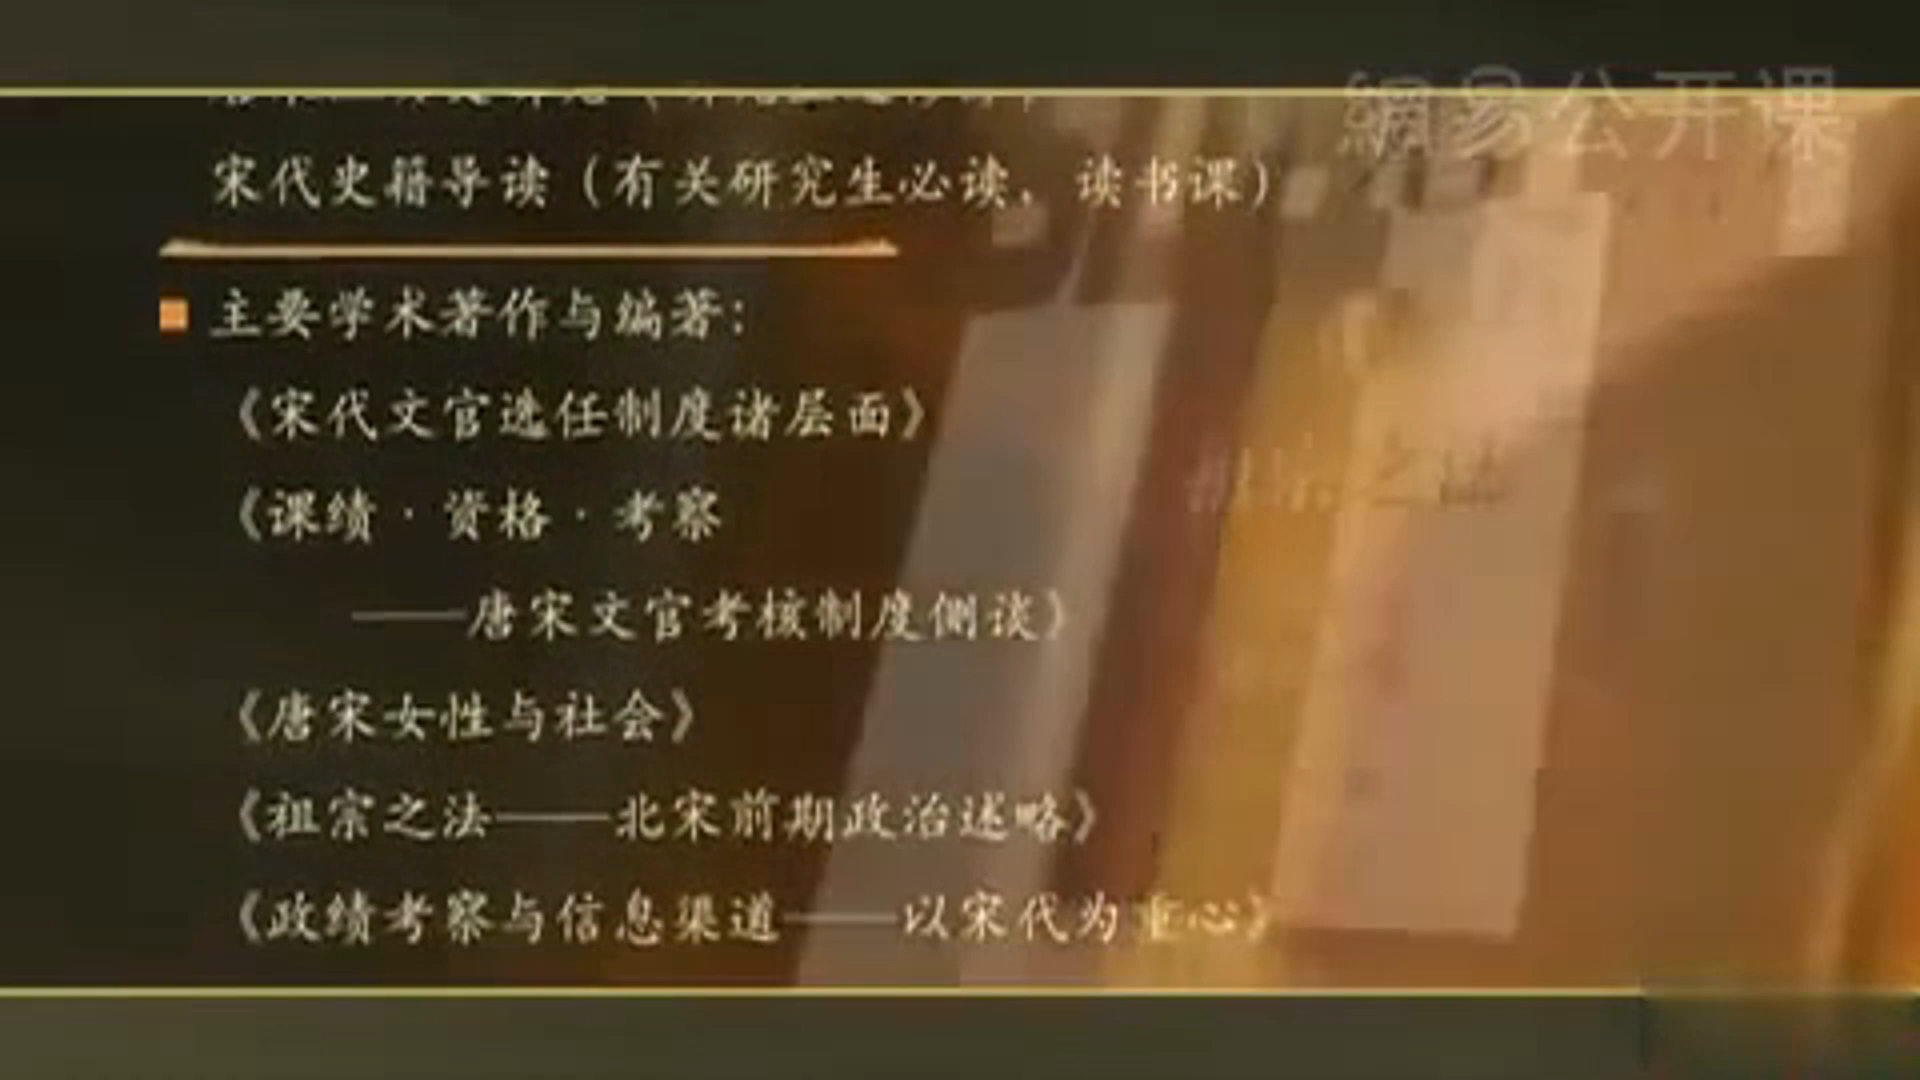 網易公开课
宋代史籍导读（有关研究生必读，读书课）
主要学术著作与编著：
《宋代文官选任制度诸层面》
《课绩·资格·考察
——唐宋文官考核制度侧谈》
《唐宋女性与社会》
《祖宗之法——北宋前期政治述略》
《政绩考察与信息渠道——以宋代为重心》